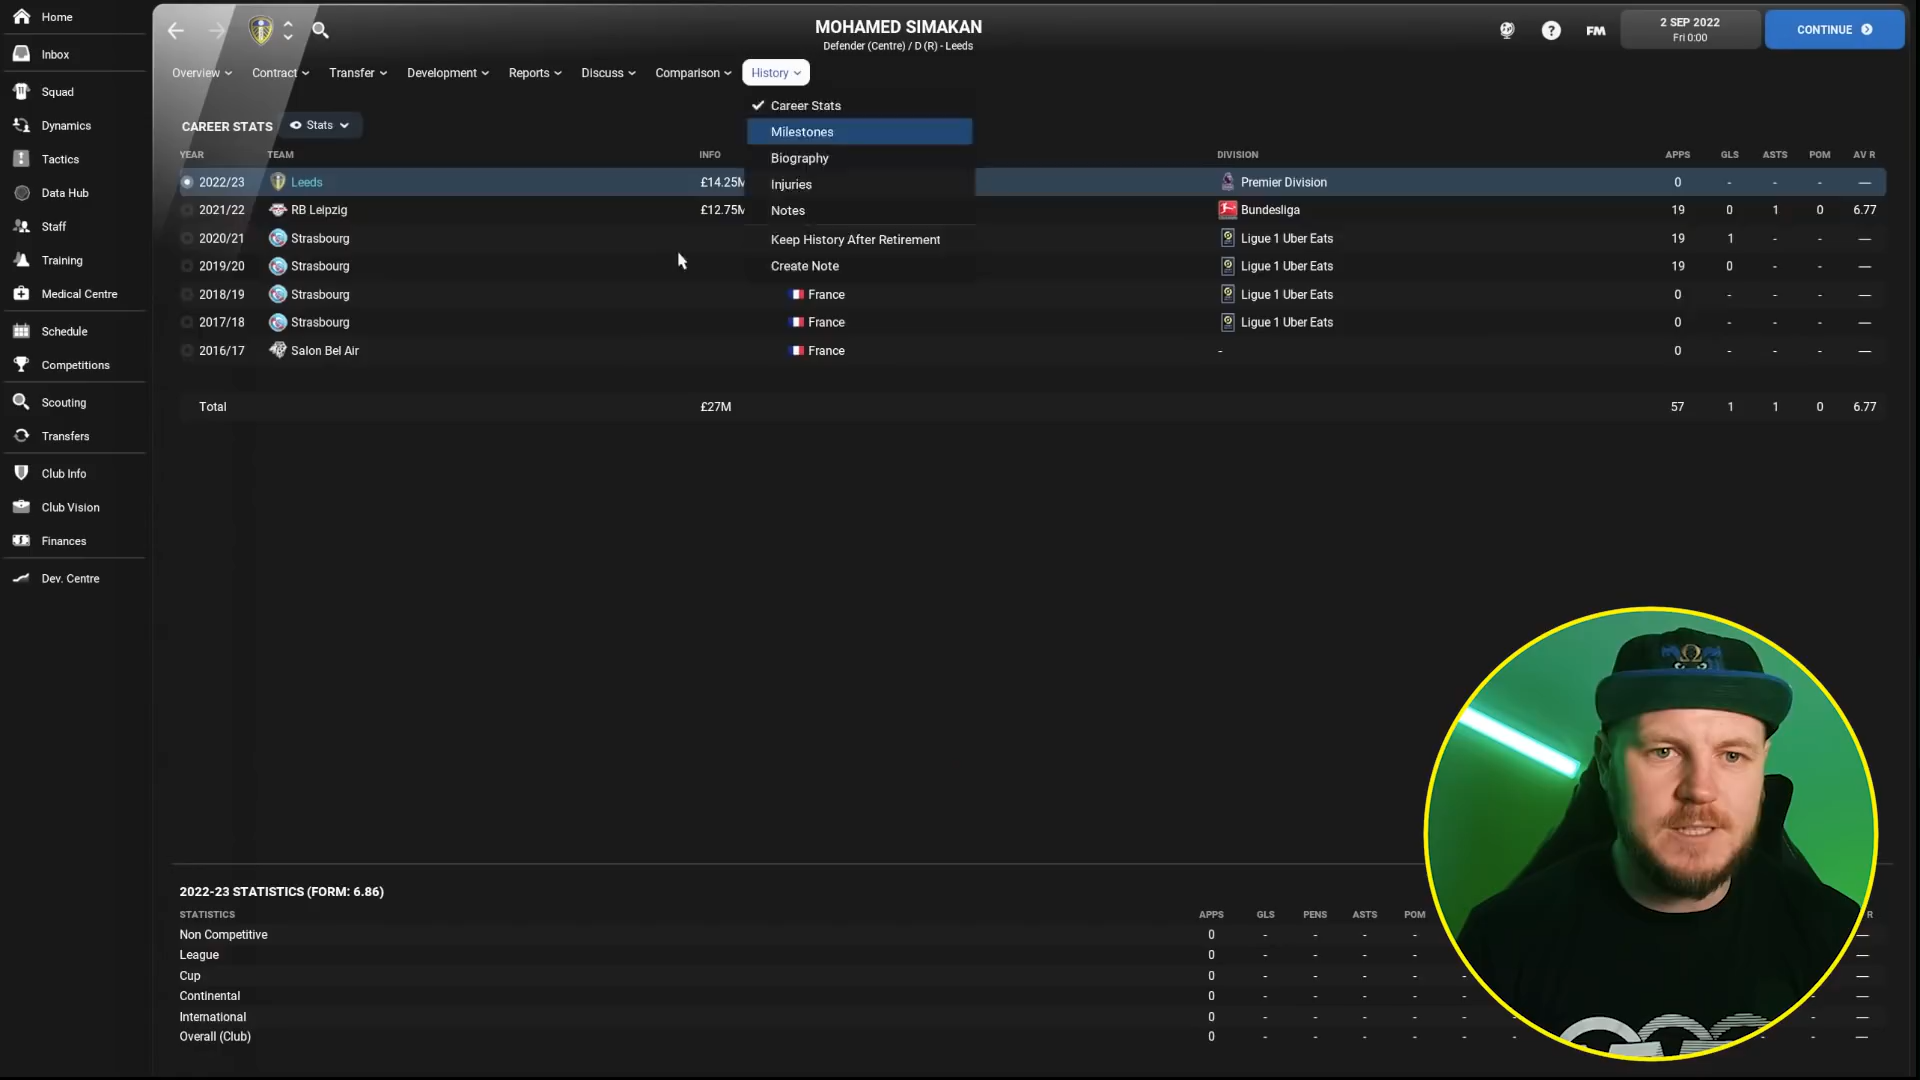 Home
Inbox
Squad
Dynamics
Tactics
Data Hub
Staff
Training
Medical Centre
Schedule
Competitions
Scouting
Transfers
Club Info
Club Vision
Finances
Dev. Centre
MOHAMED SIMAKAN
Defender (Centre) / D (R) - Leeds
FM
2 SEP 2022
Fri 0:00
CONTINUE
Overview Contract Transfer Development Reports Discuss Comparison History
Career Stats
Milestones
Biography
Injuries
Notes
Keep History After Retirement
Create Note
CAREER STATS Stats
YEAR TEAM INFO DIVISION APPS GLS ASTS POM AV R
2022/23 Leeds £14.25M Premier Division 0 - - - —
2021/22 RB Leipzig £12.75M Bundesliga 19 0 1 0 6.77
2020/21 Strasbourg Ligue 1 Uber Eats 19 1 - - —
2019/20 Strasbourg Ligue 1 Uber Eats 19 0 - - —
2018/19 Strasbourg France Ligue 1 Uber Eats 0 - - - —
2017/18 Strasbourg France Ligue 1 Uber Eats 0 - - - —
2016/17 Salon Bel Air France - 0 - - - —
Total £27M 57 1 1 0 6.77
2022-23 STATISTICS (FORM: 6.86)
STATISTICS APPS GLS PENS ASTS POM R
Non Competitive 0 - - - - —
League 0 - - - - —
Cup 0 - - - - - —
Continental 0 - - - - - - —
International 0 - - - - - - —
Overall (Club) 0 - - - - - - - —